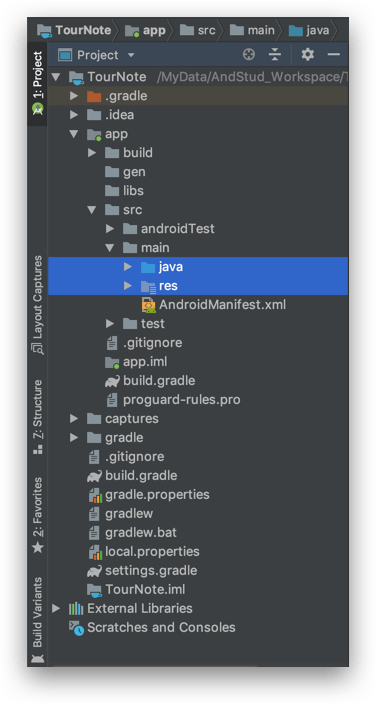 TourNote app src main java
Project
TourNote /MyData/AndStud_Workspace/
.gradle
.idea
app
build
gen
libs
src
androidTest
main
java
res
AndroidManifest.xml
test
.gitignore
app.iml
build.gradle
proguard-rules.pro
captures
gradle
.gitignore
build.gradle
gradle.properties
gradlew
gradlew.bat
local.properties
settings.gradle
TourNote.iml
External Libraries
Scratches and Consoles
1: Project
Layout Captures
Z: Structure
2: Favorites
Build Variants